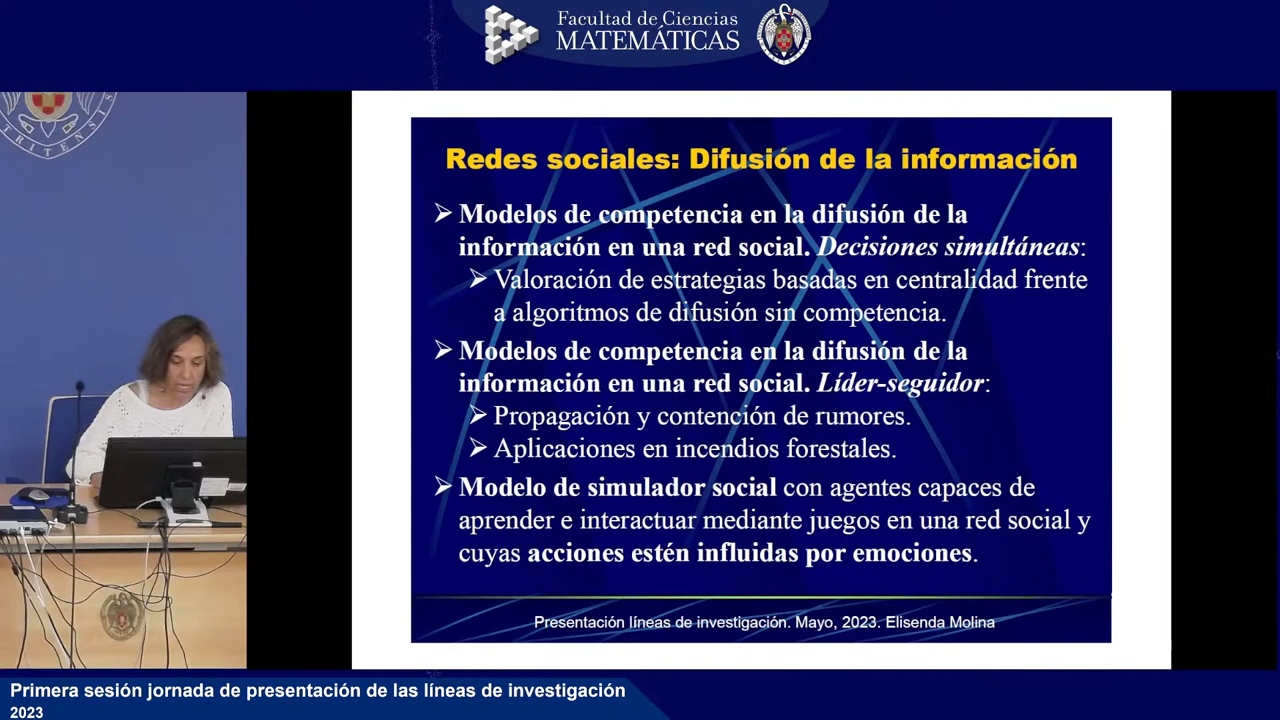 Facultad de Ciencias
MATEMÁTICAS
TRITENSIS
Redes sociales: Difusión de la información
➢ Modelos de competencia en la difusión de la
información en una red social. Decisiones simultáneas:
➢ Valoración de estrategias basadas en centralidad frente
a algoritmos de difusión sin competencia.
➢ Modelos de competencia en la difusión de la
información en una red social. Líder-seguidor:
➢ Propagación y contención de rumores.
➢ Aplicaciones en incendios forestales.
➢ Modelo de simulador social con agentes capaces de
aprender e interactuar mediante juegos en una red social y
cuyas acciones estén influidas por emociones.
Presentación líneas de investigación. Mayo, 2023. Elisenda Molina
Primera sesión jornada de presentación de las líneas de investigación
2023